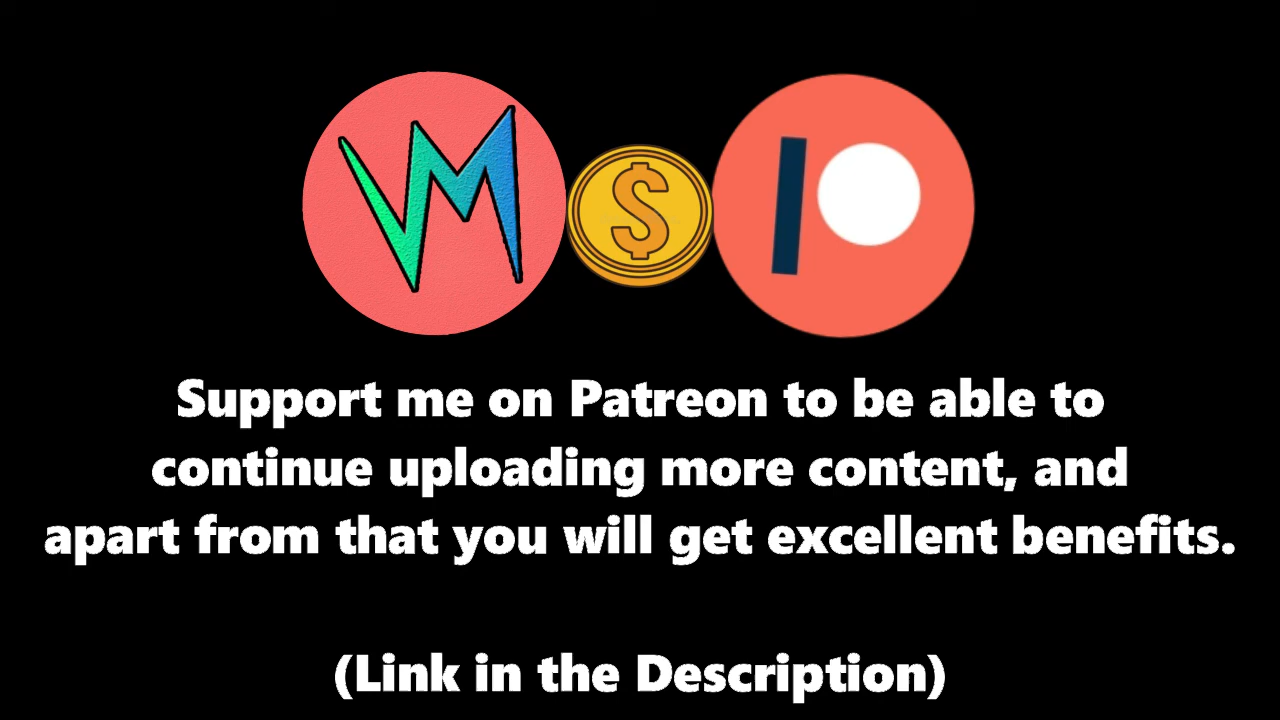 VM
$
Support me on Patreon to be able to
continue uploading more content, and
apart from that you will get excellent benefits.
(Link in the Description)